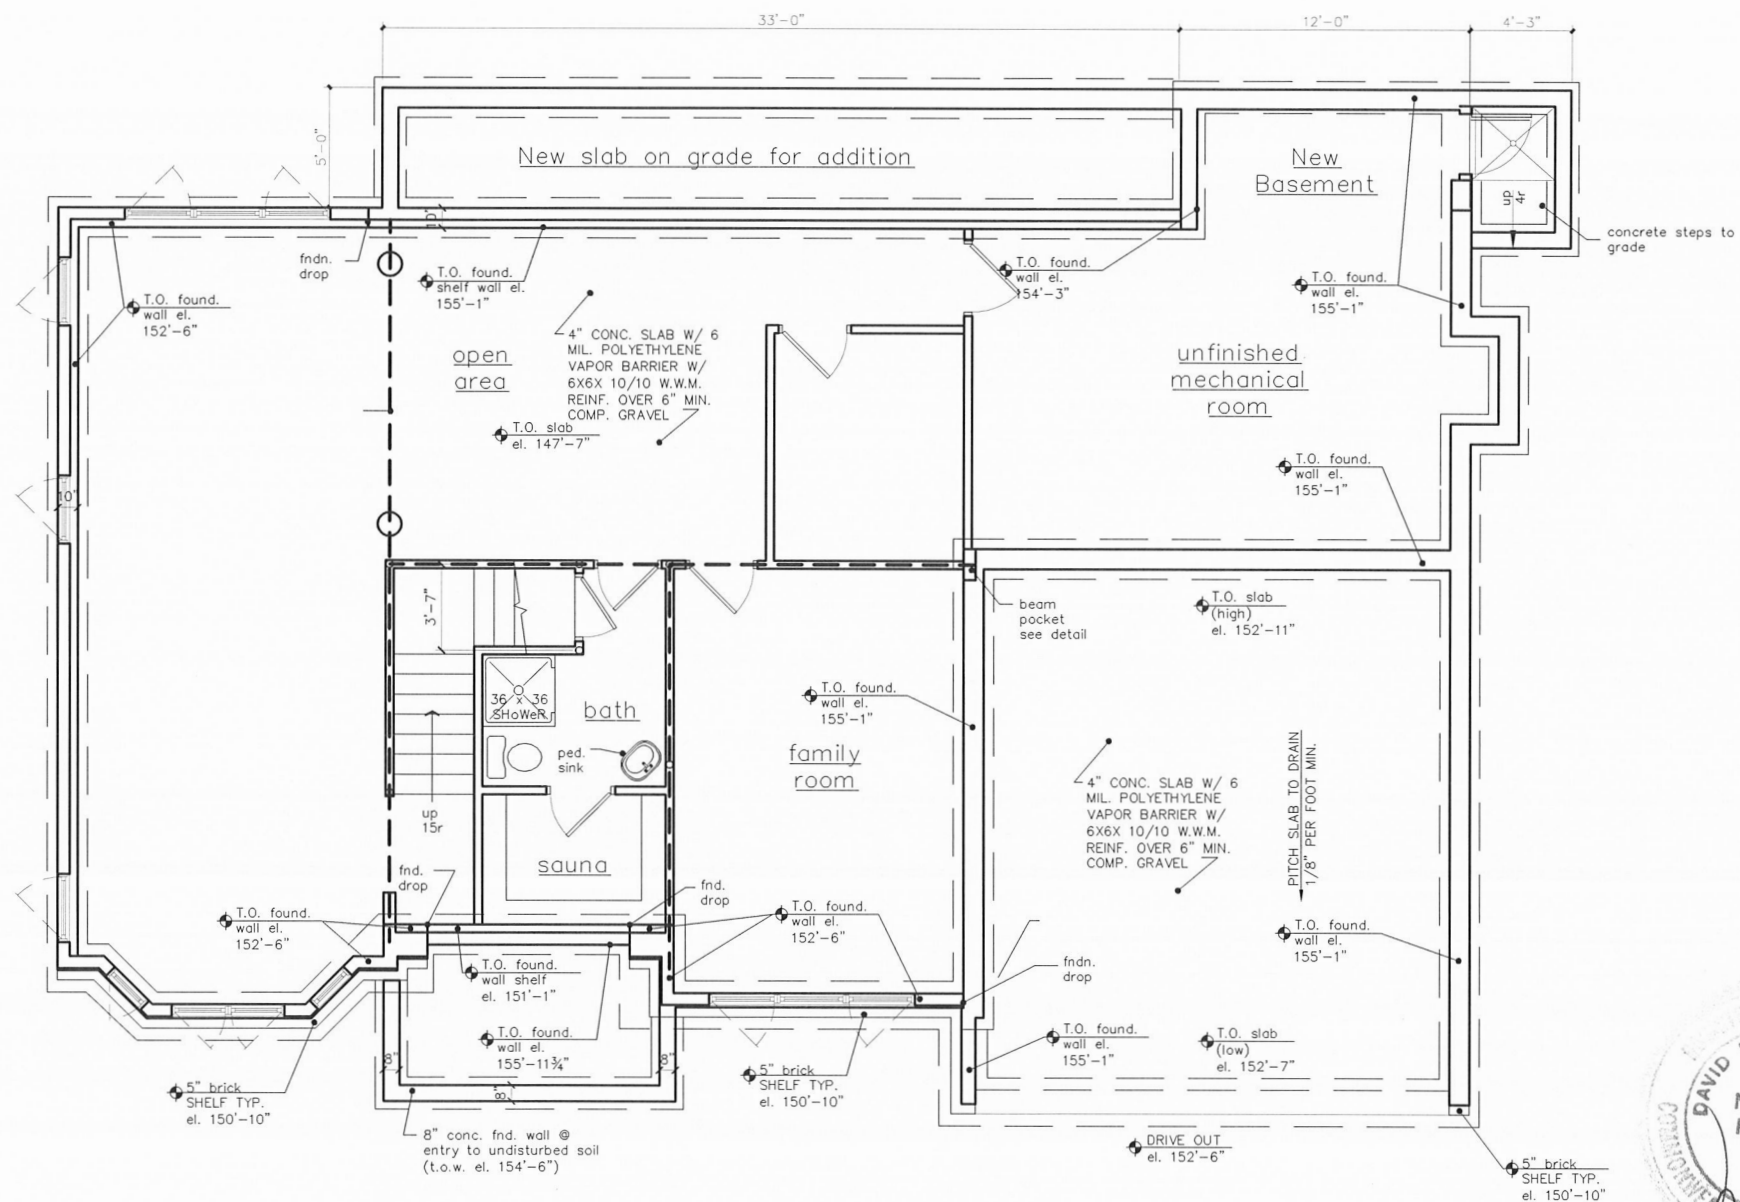 33'-0"
12'-0"
4'-3"
5'-0"
New slab on grade for addition
New
Basement
up
4r
concrete steps to
grade
10"
fndn.
drop
T.O. found.
shelf wall el.
155'-1"
T.O. found.
wall el.
154'-3"
T.O. found.
wall el.
155'-1"
T.O. found.
wall el.
152'-6"
open
area
4" CONC. SLAB W/ 6
MIL. POLYETHYLENE
VAPOR BARRIER W/
6X6X 10/10 W.W.M.
REINF. OVER 6" MIN.
COMP. GRAVEL
T.O. slab
el. 147'-7"
unfinished
mechanical
room
T.O. found.
wall el.
155'-1"
10"
3'-7"
beam
pocket
see detail
T.O. slab
(high)
el. 152'-11"
36 x 36
SHoWeR
bath
ped.
sink
T.O. found.
wall el.
155'-1"
family
room
up
15r
4" CONC. SLAB W/ 6
MIL. POLYETHYLENE
VAPOR BARRIER W/
6X6X 10/10 W.W.M.
REINF. OVER 6" MIN.
COMP. GRAVEL
PITCH SLAB TO DRAIN
1/8" PER FOOT MIN.
sauna
fnd.
drop
fnd.
drop
T.O. found.
wall el.
152'-6"
T.O. found.
wall el.
152'-6"
T.O. found.
wall el.
155'-1"
T.O. found.
wall shelf
el. 151'-1"
fndn.
drop
T.O. found.
wall el.
155'-11¾"
T.O. found.
wall el.
155'-1"
T.O. slab
(low)
el. 152'-7"
8"
8"
8"
5" brick
SHELF TYP.
el. 150'-10"
5" brick
SHELF TYP.
el. 150'-10"
8" conc. fnd. wall @
entry to undisturbed soil
(t.o.w. el. 154'-6")
DRIVE OUT
el. 152'-6"
5" brick
SHELF TYP.
el. 150'-10"
DAVID